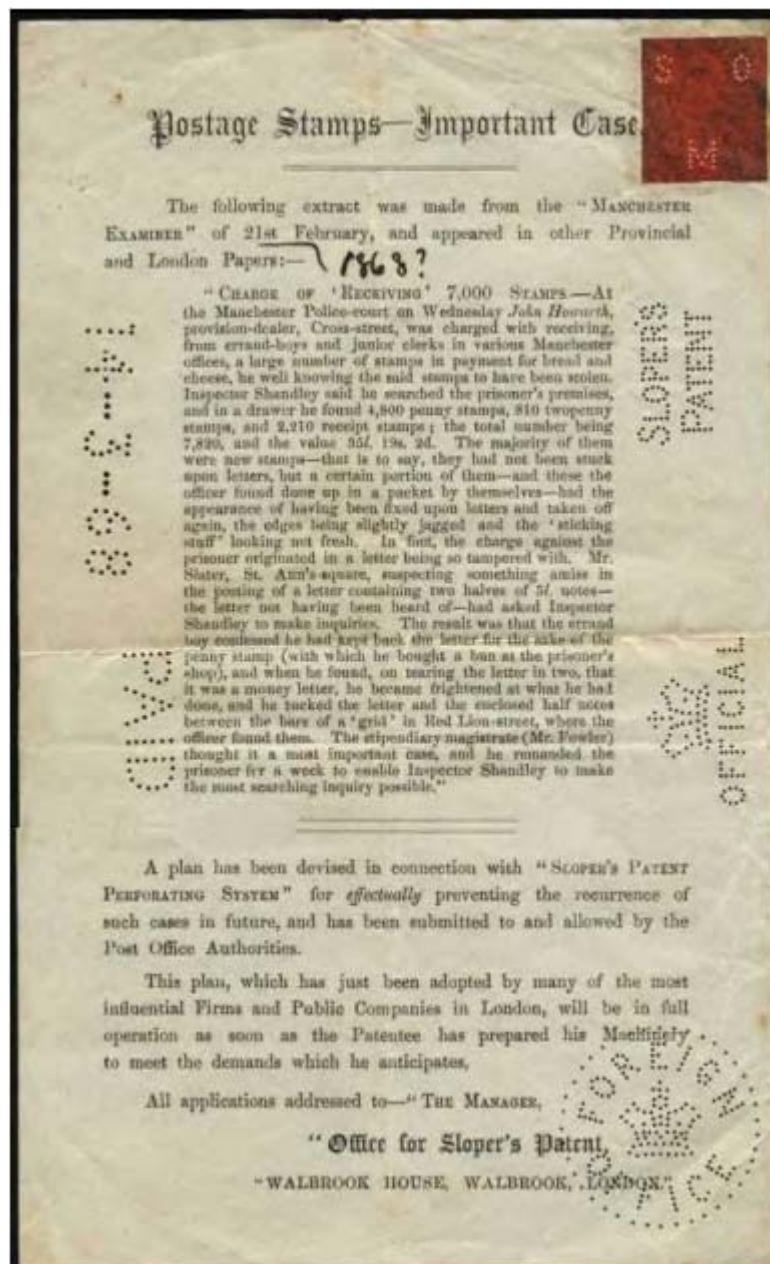 S O
M
Postage Stamps—Important Case.
The following extract was made from the "MANCHESTER
EXAMINER" of 21st February, and appeared in other Provincial
and London Papers:—
1868?
"CHARGE OF 'RECEIVING' 7,000 STAMPS.—At
the Manchester Police-court on Wednesday John Howarth,
provision-dealer, Cross-street, was charged with receiving,
from errand-boys and junior clerks in various Manchester
offices, a large number of stamps in payment for bread and
cheese, he well knowing the said stamps to have been stolen.
Inspector Shandley said he searched the prisoner's premises,
and in a drawer he found 4,800 penny stamps, 810 twopenny
stamps, and 2,210 receipt stamps; the total number being
7,820, and the value 35l. 19s. 2d. The majority of them
were new stamps—that is to say, they had not been stuck
upon letters, but a certain portion of them—and these the
officer found done up in a packet by themselves—had the
appearance of having been fixed upon letters and taken off
again, the edges being slightly jagged and the 'sticking
stuff' looking not fresh. In fact, the charge against the
prisoner originated in a letter being so tampered with. Mr.
Slater, St. Ann's-square, suspecting something amiss in
the posting of a letter containing two halves of 5l. notes—
the letter not having been heard of—had asked Inspector
Shandley to make inquiries. The result was that the errand
boy confessed he had kept back the letter for the sake of the
penny stamp (with which he bought a bun at the prisoner's
shop), and when he found, on tearing the letter in two, that
it was a money letter, he became frightened at what he had
done, and he tucked the letter and the enclosed half notes
between the bars of a 'grid' in Red Lion-street, where the
officer found them. The stipendiary magistrate (Mr. Fowler)
thought it a most important case, and he remanded the
prisoner for a week to enable Inspector Shandley to make
the most searching inquiry possible."
14–3–68
PAID
SLOPER'S
PATENT
OFFICIAL
A plan has been devised in connection with "SLOPER'S PATENT
PERFORATING SYSTEM" for effectually preventing the recurrence of
such cases in future, and has been submitted to and allowed by the
Post Office Authorities.
This plan, which has just been adopted by many of the most
influential Firms and Public Companies in London, will be in full
operation as soon as the Patentee has prepared his Machinery
to meet the demands which he anticipates.
All applications addressed to—"THE MANAGER,
"Office for Sloper's Patent,
"WALBROOK HOUSE, WALBROOK, LONDON."
FOREIGN
OFFICE